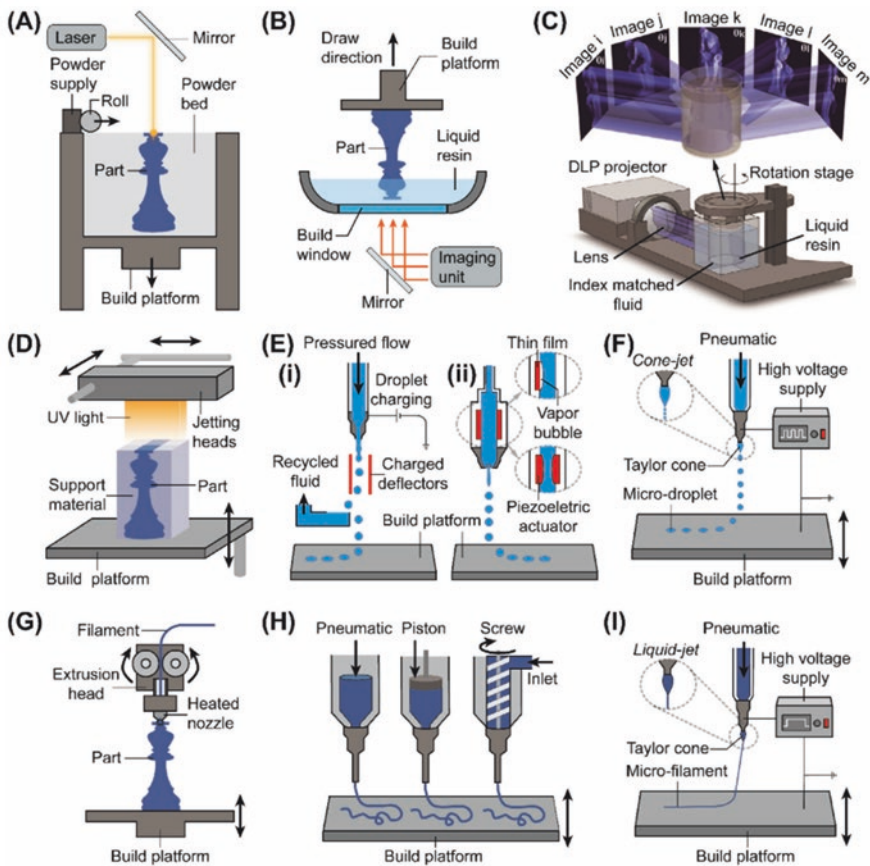 (A)
Laser
Mirror
Powder
supply
Roll
Powder
bed
Part
Build platform
(B)
Draw
direction
Build
platform
Part
Liquid
resin
Build
window
Mirror
Imaging
unit
(C)
Image i
Image j
Image k
Image l
Image m
θi
θj
θk
θl
θm
DLP projector
Rotation stage
Lens
Liquid
resin
Index matched
fluid
(D)
UV light
Jetting
heads
Support
material
Part
Build platform
(E)
Pressured flow
(i)
Droplet
charging
Recycled
fluid
Charged
deflectors
Build platform
(ii)
Thin film
Vapor
bubble
Piezoeletric
actuator
(F)
Pneumatic
Cone-jet
High voltage
supply
Taylor cone
Micro-droplet
Build platform
(G)
Filament
Extrusion
head
Heated
nozzle
Part
Build platform
(H)
Pneumatic
Piston
Screw
Inlet
Build platform
(I)
Pneumatic
Liquid-jet
High voltage
supply
Taylor cone
Micro-filament
Build platform